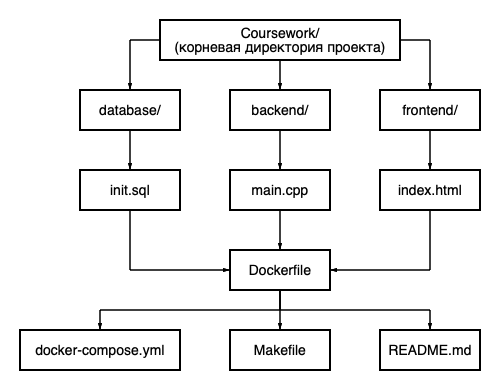 Coursework/
(корневая директория проекта)
database/
backend/
frontend/
init.sql
main.cpp
index.html
Dockerfile
docker-compose.yml
Makefile
README.md